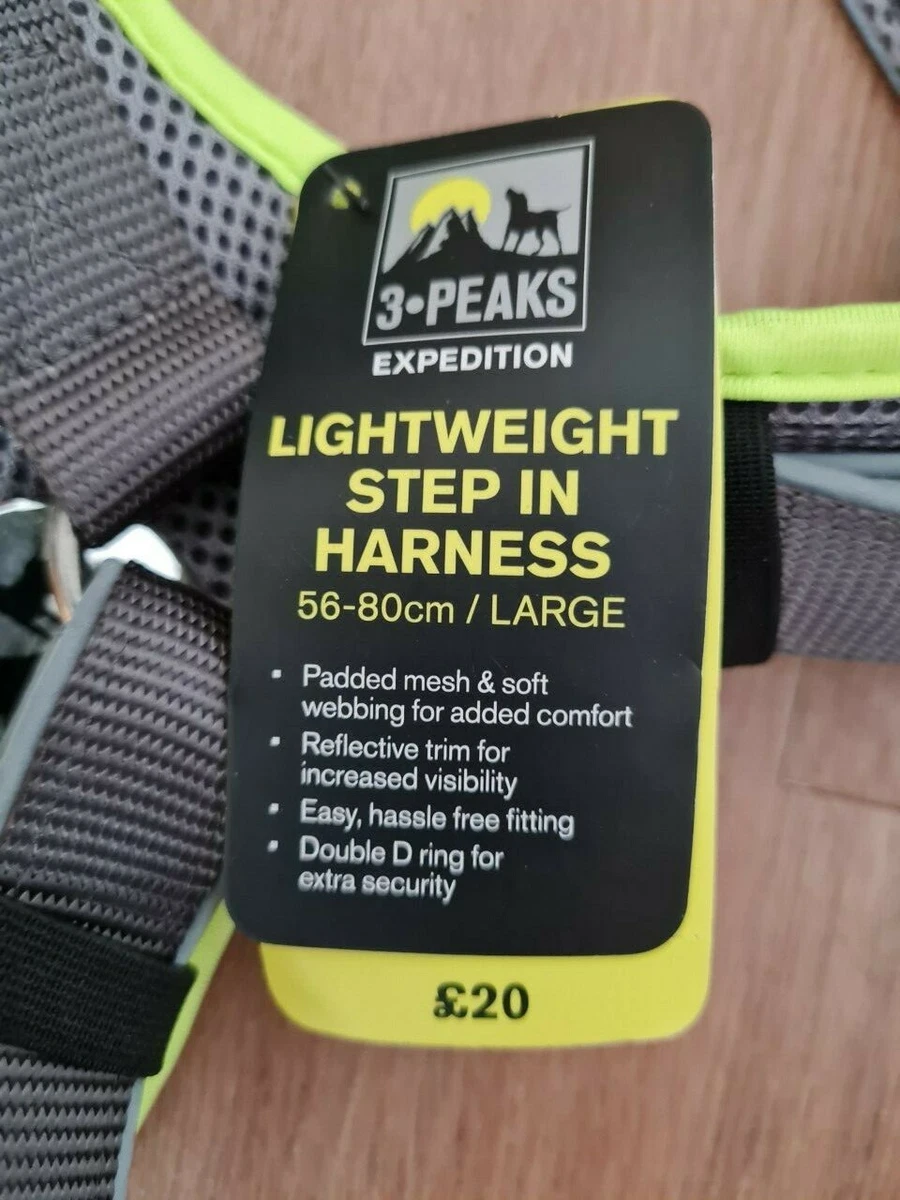 3•PEAKS
EXPEDITION
LIGHTWEIGHT
STEP IN
HARNESS
56-80cm / LARGE
▪ Padded mesh & soft
webbing for added comfort
▪ Reflective trim for
increased visibility
▪ Easy, hassle free fitting
▪ Double D ring for
extra security
£20